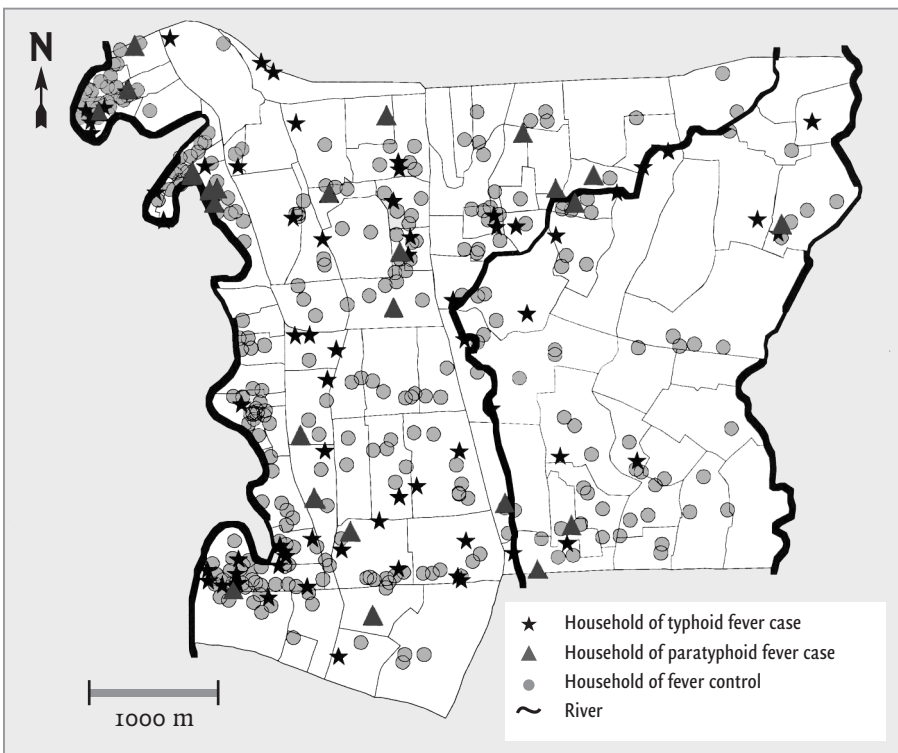 N
Household of typhoid fever case
Household of paratyphoid fever case
Household of fever control
River
1000 m